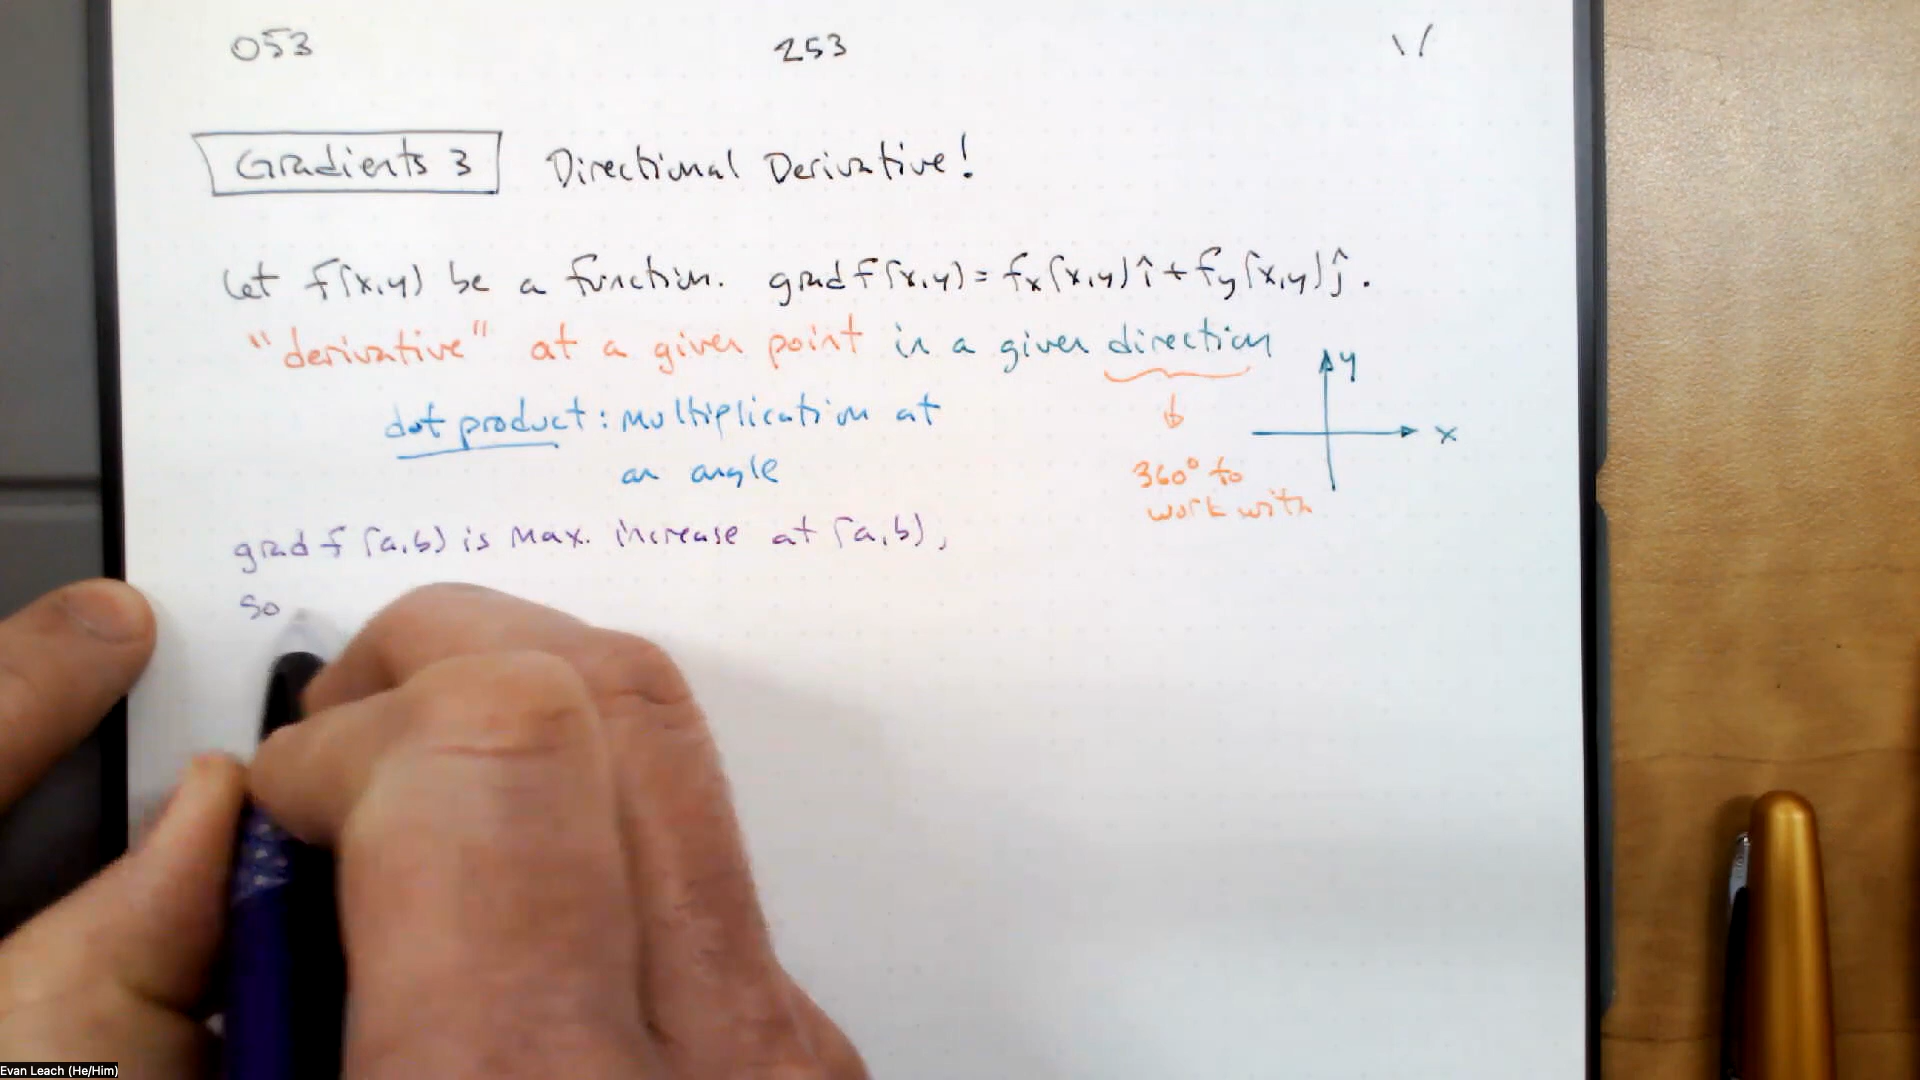 053 253 \/
Gradients 3 Directional Derivative!
Let f(x,y) be a function. grad f(x,y) = fx(x,y)î + fy(x,y)ĵ.
"derivative" at a given point in a given direction
y
x
dot product: multiplication at
an angle
360° to
work with
grad f (a,b) is max. increase at (a,b),
so
Evan Leach (He/Him)